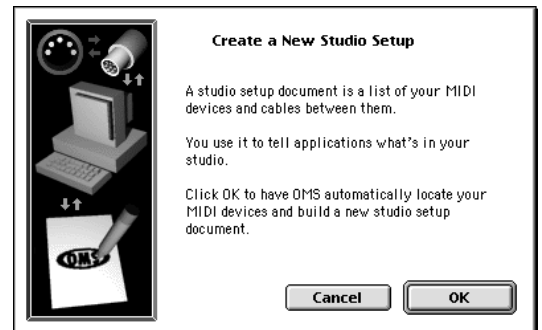 Create a New Studio Setup
A studio setup document is a list of your MIDI
devices and cables between them.
You use it to tell applications what's in your
studio.
Click OK to have OMS automatically locate your
MIDI devices and build a new studio setup
document.
OMS
Cancel
OK